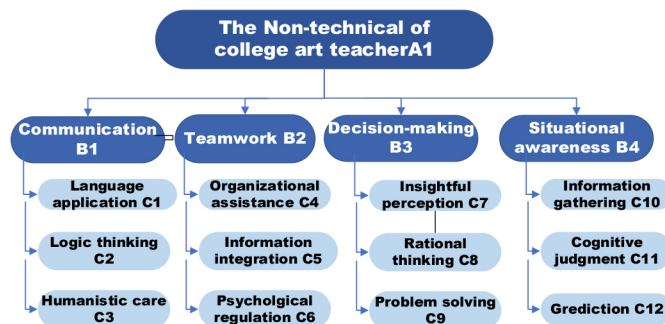 The Non-technical of
college art teacherA1
Communication
B1
Teamwork B2
Decision-making
B3
Situational
awareness B4
Language
application C1
Organizational
assistance C4
Insightful
perception C7
Information
gathering C10
Logic thinking
C2
Information
integration C5
Rational
thinking C8
Cognitive
judgment C11
Humanistic care
C3
Psycholgical
regulation C6
Problem solving
C9
Grediction C12